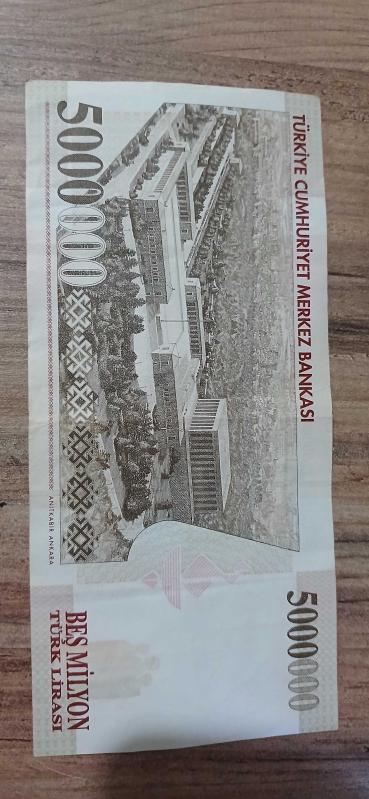 TÜRKİYE CUMHURİYET MERKEZ BANKASI
5000000
5000000
ANITKABİR ANKARA
BEŞ MİLYON
TÜRK LİRASI